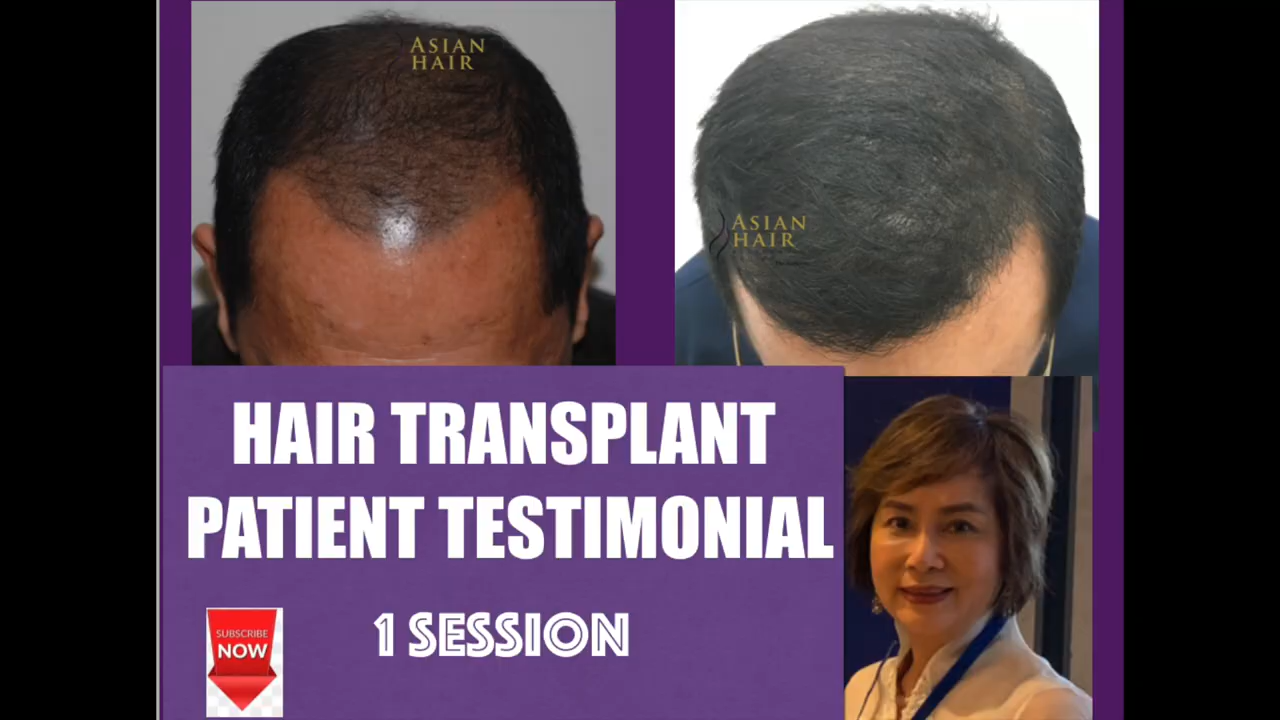 ASIAN
HAIR
ASIAN
HAIR
HAIR TRANSPLANT
PATIENT TESTIMONIAL
1 SESSION
SUBSCRIBE
NOW